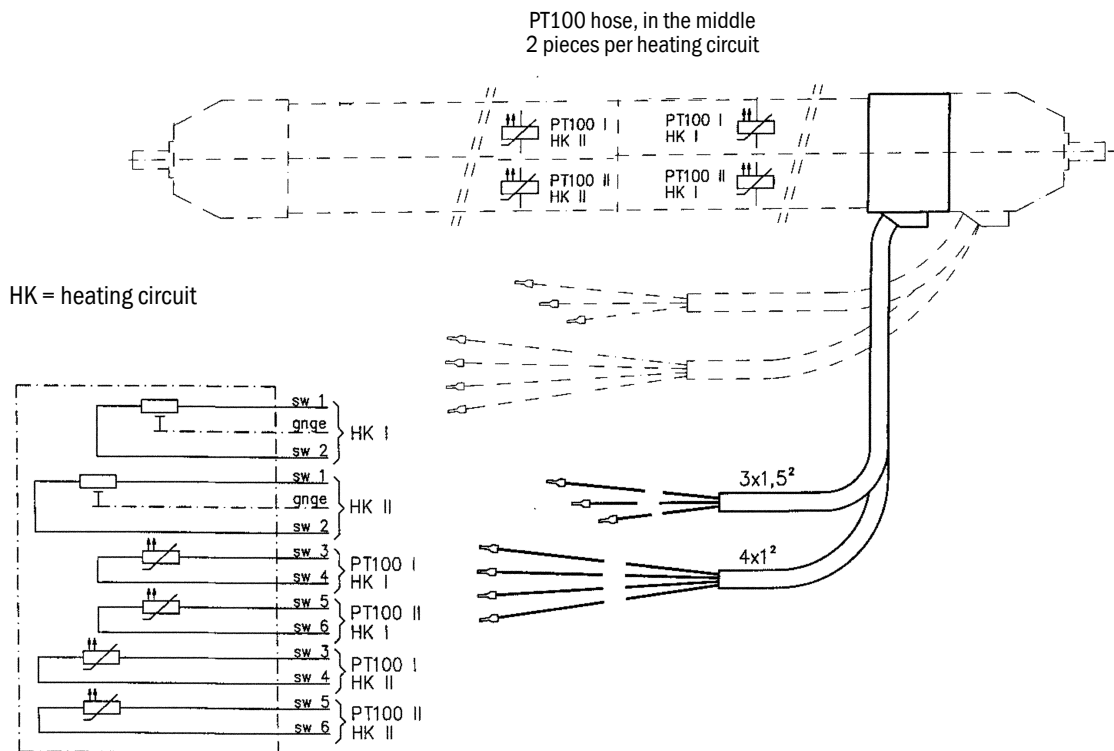 PT100 hose, in the middle
2 pieces per heating circuit
PT100 I
HK II
PT100 I
HK I
PT100 II
HK II
PT100 II
HK I
HK = heating circuit
sw 1
gnge
HK I
sw 2
sw 1
gnge
HK II
sw 2
sw 3
PT100 I
sw 4
HK I
sw 5
PT100 II
sw 6
HK I
sw 3
PT100 I
sw 4
HK II
sw 5
PT100 II
sw 6
HK II
3x1,5²
4x1²